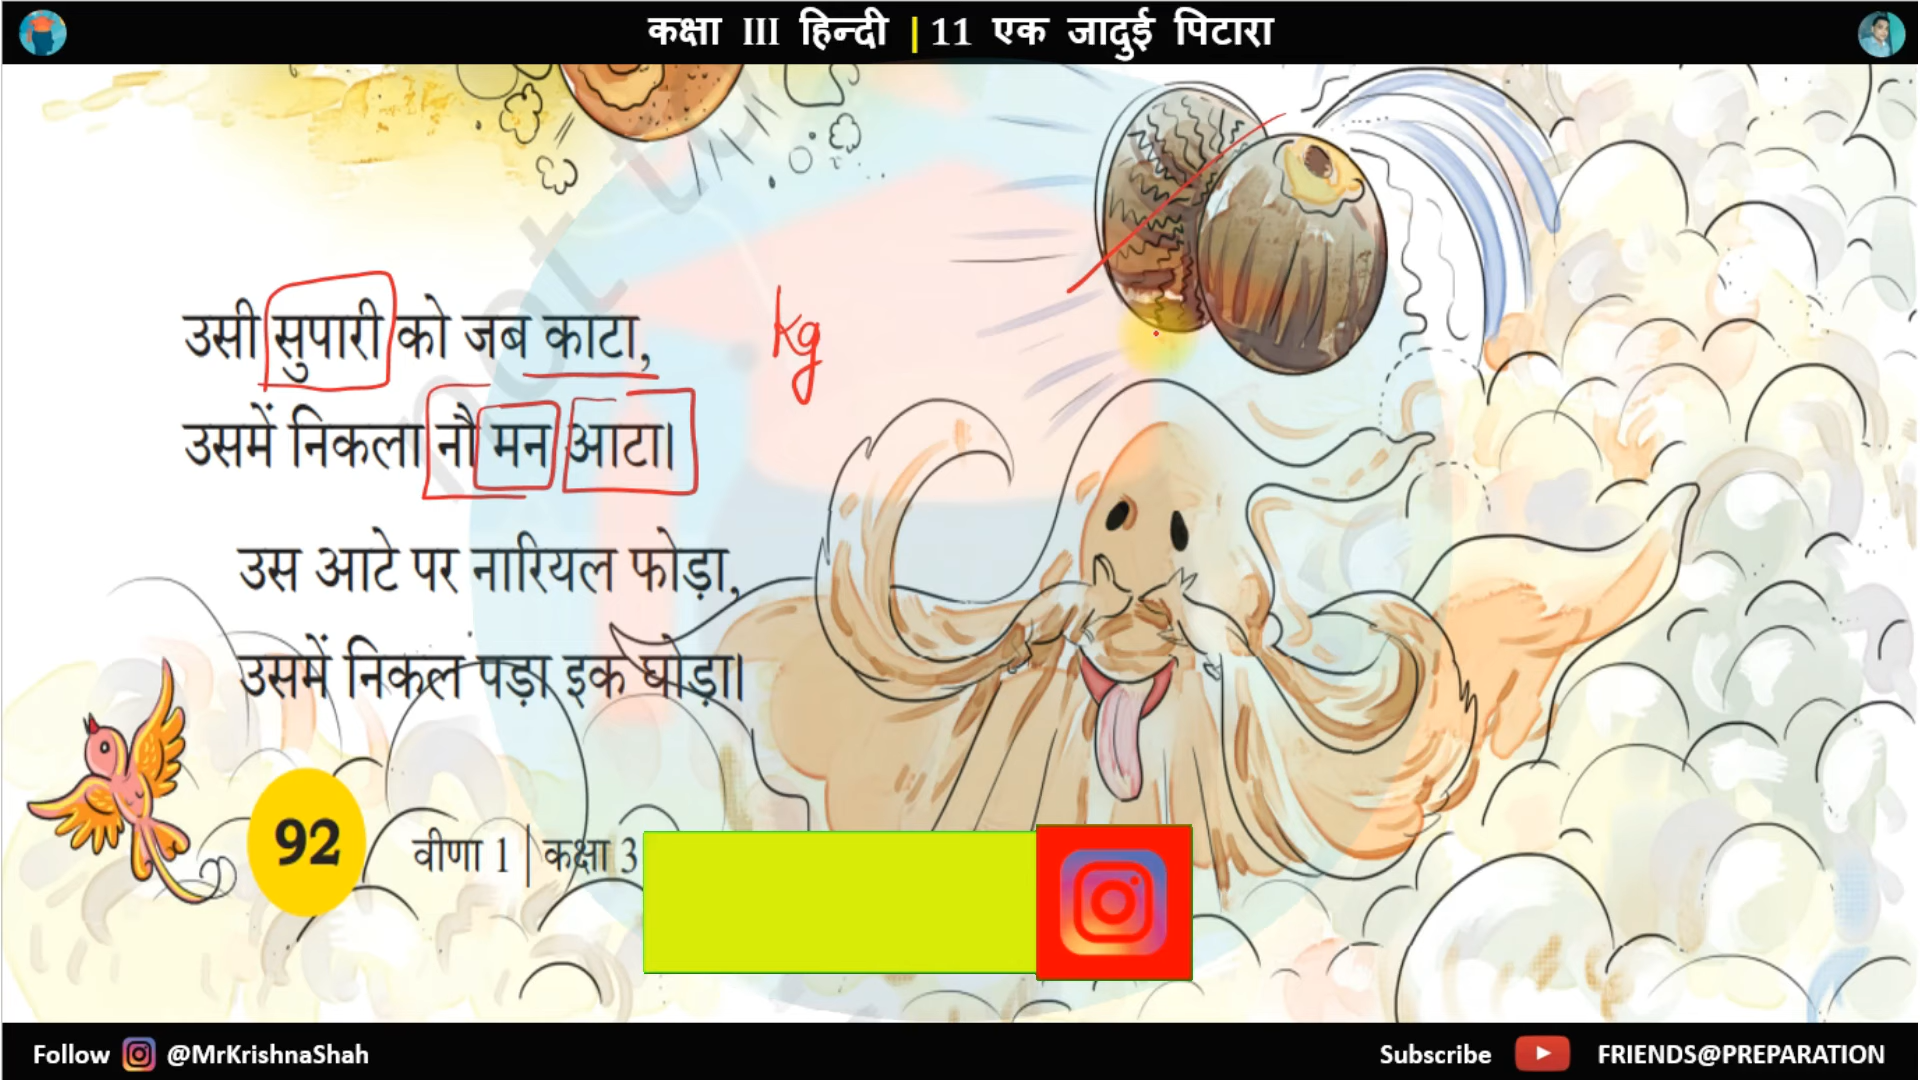 कक्षा III हिन्दी | 11 एक जादुई पिटारा
उसी सुपारी को जब काटा,
kg
उसमें निकला नौ मन आटा।
उस आटे पर नारियल फोड़ा,
उसमें निकल पड़ा इक घोड़ा।
92
वीणा 1 | कक्षा 3
Follow @MrKrishnaShah
Subscribe FRIENDS@PREPARATION